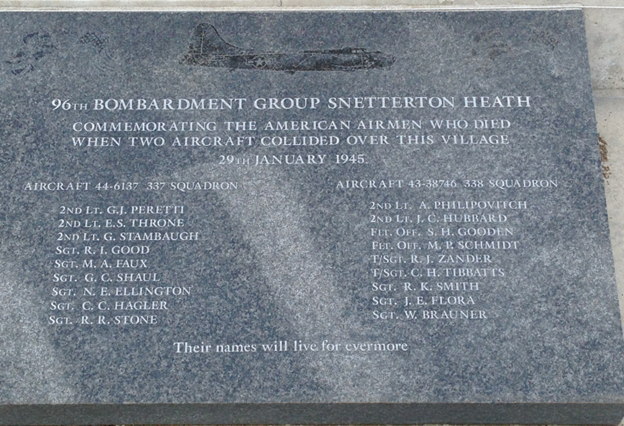 96TH BOMBARDMENT GROUP SNETTERTON HEATH
COMMEMORATING THE AMERICAN AIRMEN WHO DIED
WHEN TWO AIRCRAFT COLLIDED OVER THIS VILLAGE
29TH JANUARY 1945.
AIRCRAFT 44-6137 337 SQUADRON
2ND LT. G.J. PERETTI
2ND LT. E.S. THRONE
2ND LT. G. STAMBAUGH
SGT. R. I. GOOD
SGT. M. A. FAUX
SGT. G. C. SHAUL
SGT. N. E. ELLINGTON
SGT. C. C. HAGLER
SGT. R. R. STONE
AIRCRAFT 43-38746 338 SQUADRON
2ND LT. A. PHILIPOVITCH
2ND LT. J. C. HUBBARD
FLT. OFF. S. H. GOODEN
FLT. OFF. M. P. SCHMIDT
T/SGT. R. J. ZANDER
T/SGT. C. H. TIBBATTS
SGT. R. K. SMITH
SGT. J. E. FLORA
SGT. W. BRAUNER
Their names will live for evermore